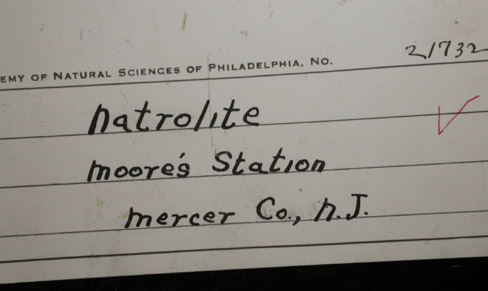 EMY OF NATURAL SCIENCES OF PHILADELPHIA, NO. 21732
natrolite
moore's Station
mercer Co., n.J.